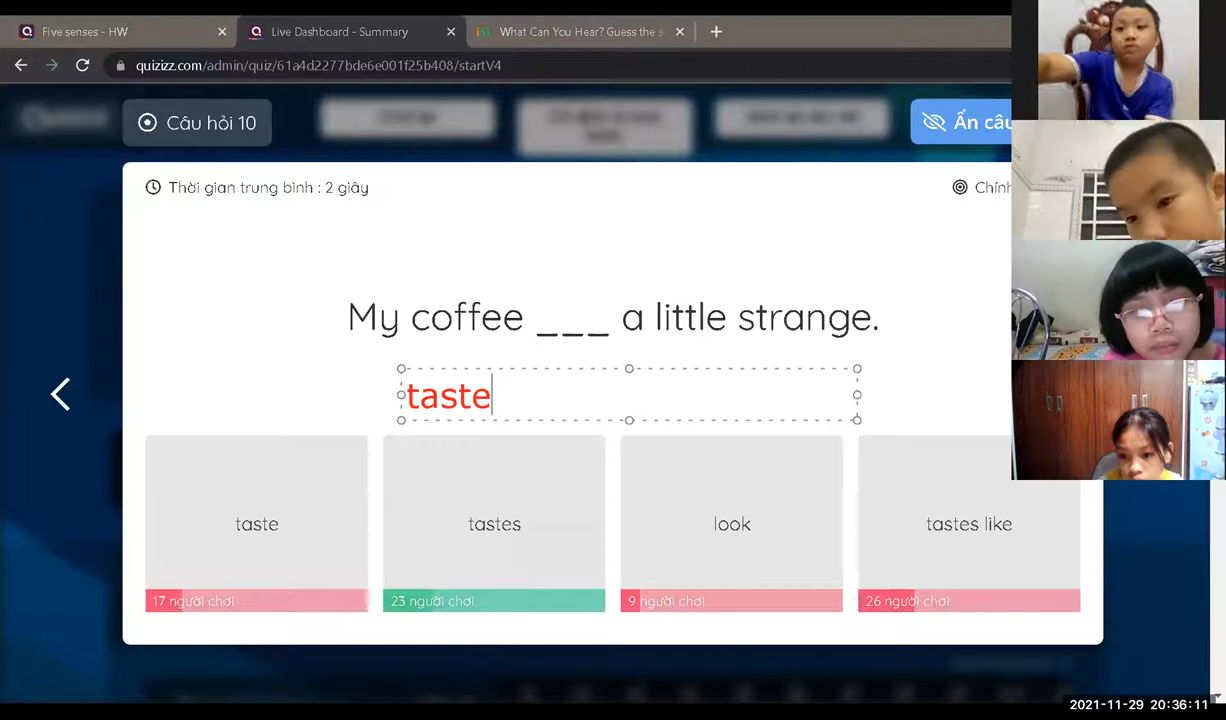 Five senses - HW
Live Dashboard - Summary
What Can You Hear? Guess the s
quizizz.com/admin/quiz/61a4d2277bde6e001f25b408/startV4
Câu hỏi 10
Ẩn câu
Thời gian trung bình : 2 giây
Chính
My coffee ___ a little strange.
taste
taste
tastes
look
tastes like
17 người chơi
23 người chơi
9 người chơi
26 người chơi
2021-11-29 20:36:11